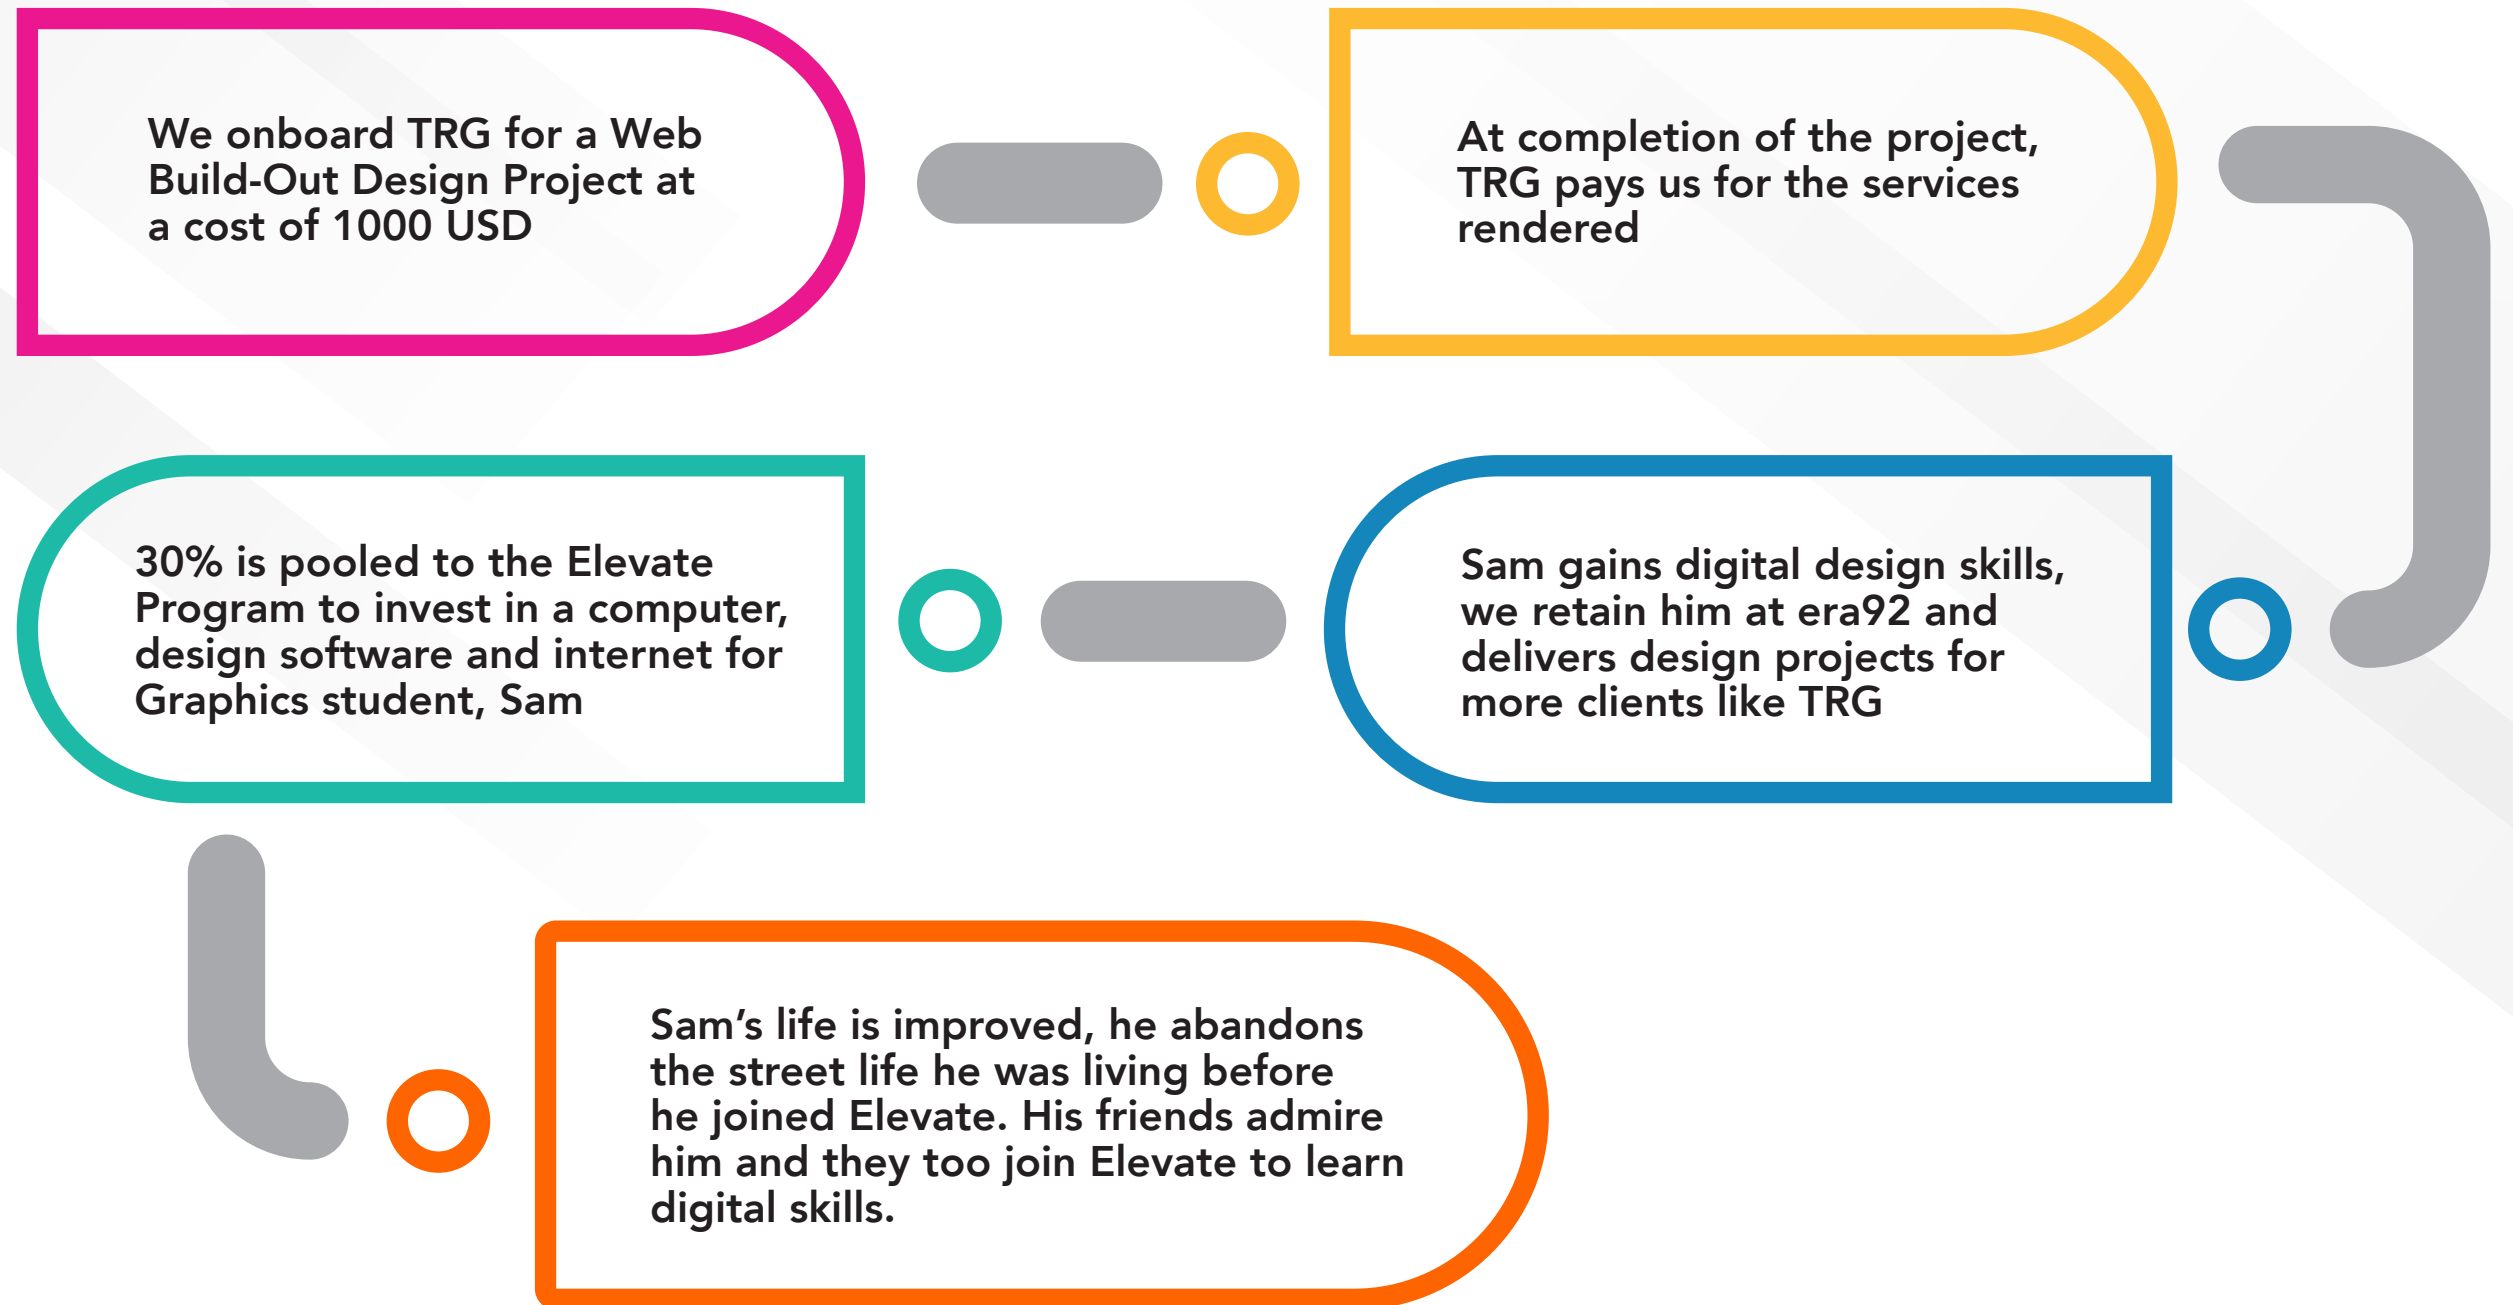 We onboard TRG for a Web
Build-Out Design Project at
a cost of 1000 USD
At completion of the project,
TRG pays us for the services
rendered
Sam gains digital design skills,
we retain him at era92 and
delivers design projects for
more clients like TRG
30% is pooled to the Elevate
Program to invest in a computer,
design software and internet for
Graphics student, Sam
Sam’s life is improved, he abandons
the street life he was living before
he joined Elevate. His friends admire
him and they too join Elevate to learn
digital skills.